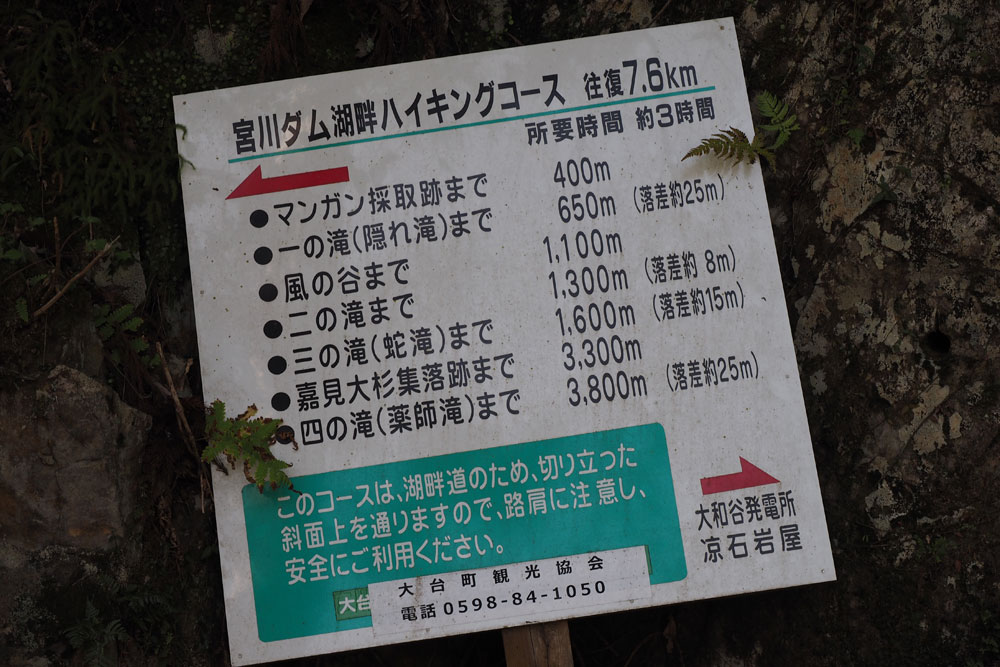 宮川ダム湖畔ハイキングコース 往復7.6km
所要時間 約3時間
●マンガン採取跡まで 400m
●一の滝(隠れ滝)まで 650m (落差約25m)
●風の谷まで 1,100m
●二の滝まで 1,300m (落差約 8m)
●三の滝(蛇滝)まで 1,600m (落差約15m)
●嘉見大杉集落跡まで 3,300m
●四の滝(薬師滝)まで 3,800m (落差約25m)
このコースは、湖畔道のため、切り立った
斜面上を通りますので、路肩に注意し、
安全にご利用ください。
大台
大台町観光協会
電話 0598-84-1050
大和谷発電所
凉石岩屋